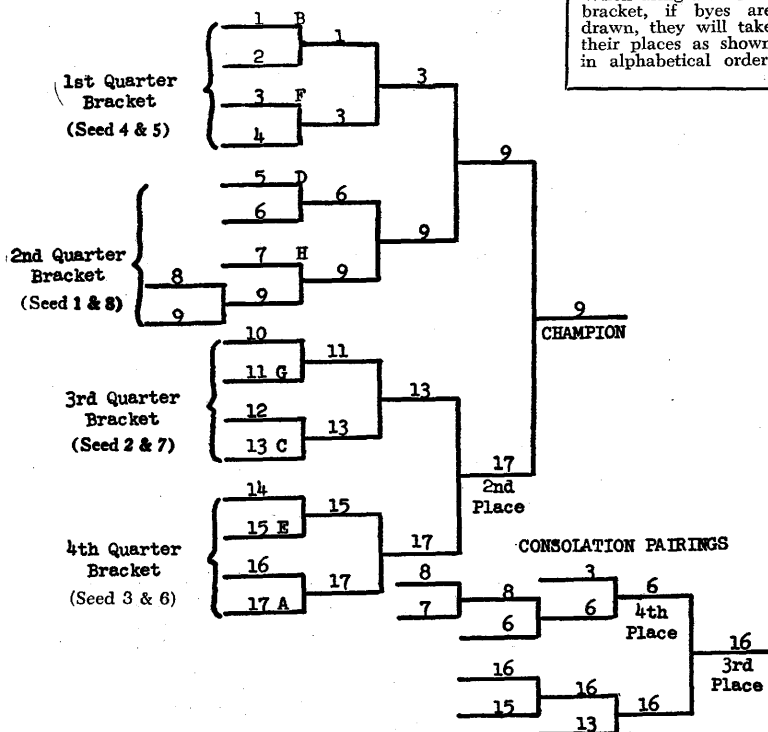 bracket, if byes are
drawn, they will take
their places as shown
in alphabetical order
1st Quarter
Bracket
(Seed 4 & 5)
1 B
2
1
3 F
4
3
3
2nd Quarter
Bracket
(Seed 1 & 8)
5 D
6
6
7 H
8
9
9
9
9
9
9
CHAMPION
3rd Quarter
Bracket
(Seed 2 & 7)
10
11 G
11
12
13 C
13
13
4th Quarter
Bracket
(Seed 3 & 6)
14
15 E
15
16
17 A
17
17
17
2nd
Place
CONSOLATION PAIRINGS
8
7
8
6
3
6
6
4th
Place
16
15
16
13
16
16
3rd
Place